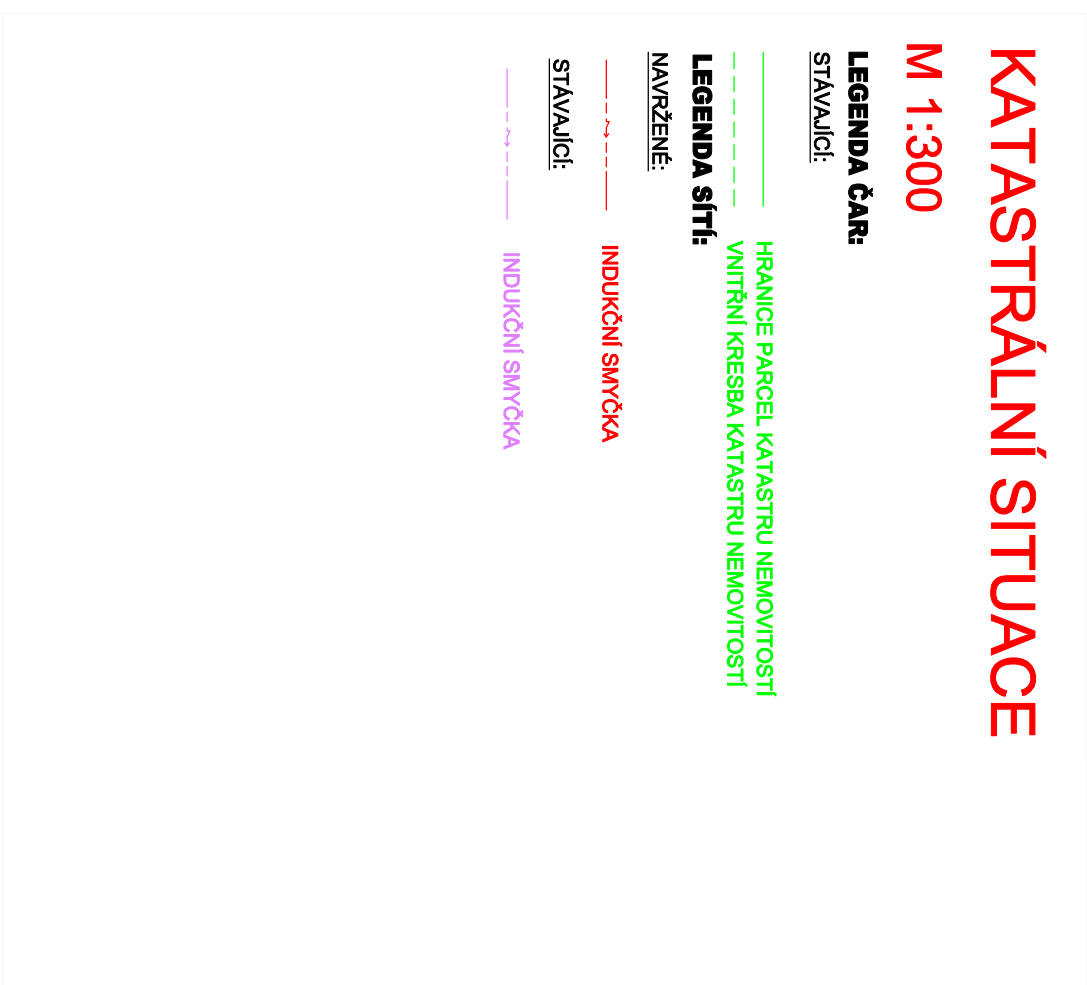 KATASTRÁLNÍ SITUACE
M 1:300
LEGENDA ČAR:
STÁVAJÍCÍ:
HRANICE PARCEL KATASTRU NEMOVITOSTÍ
VNITŘNÍ KRESBA KATASTRU NEMOVITOSTÍ
LEGENDA SÍTÍ:
NAVRŽENÉ:
INDUKČNÍ SMYČKA
STÁVAJÍCÍ:
INDUKČNÍ SMYČKA